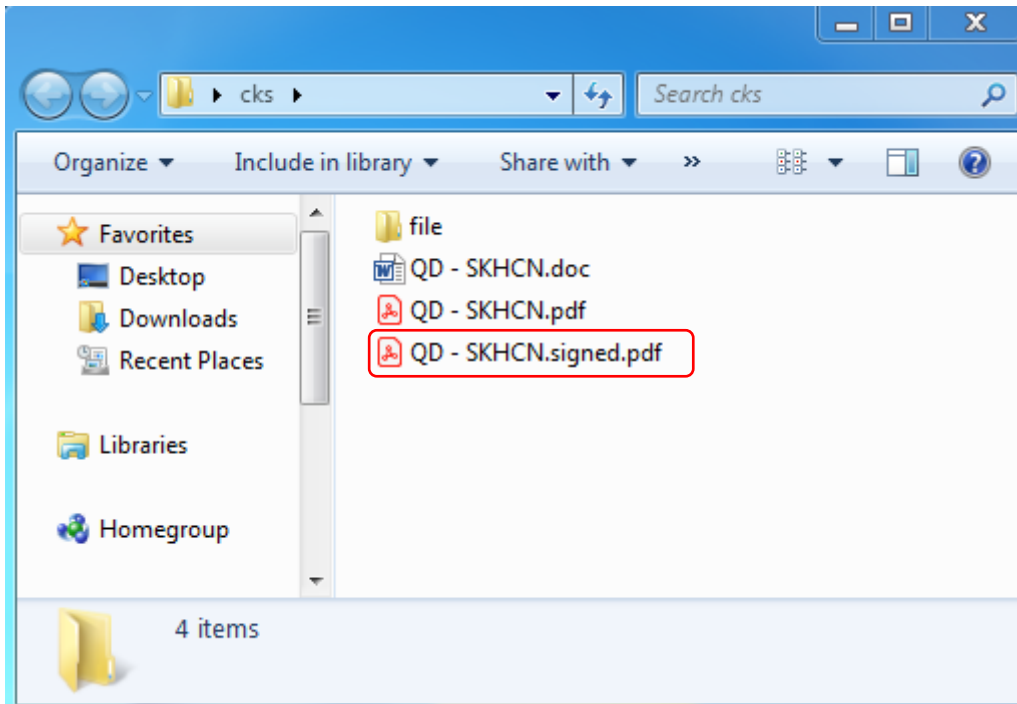 cks
Search cks
Organize
Include in library
Share with
»
Favorites
Desktop
Downloads
Recent Places
Libraries
Homegroup
file
QD - SKHCN.doc
QD - SKHCN.pdf
QD - SKHCN.signed.pdf
4 items